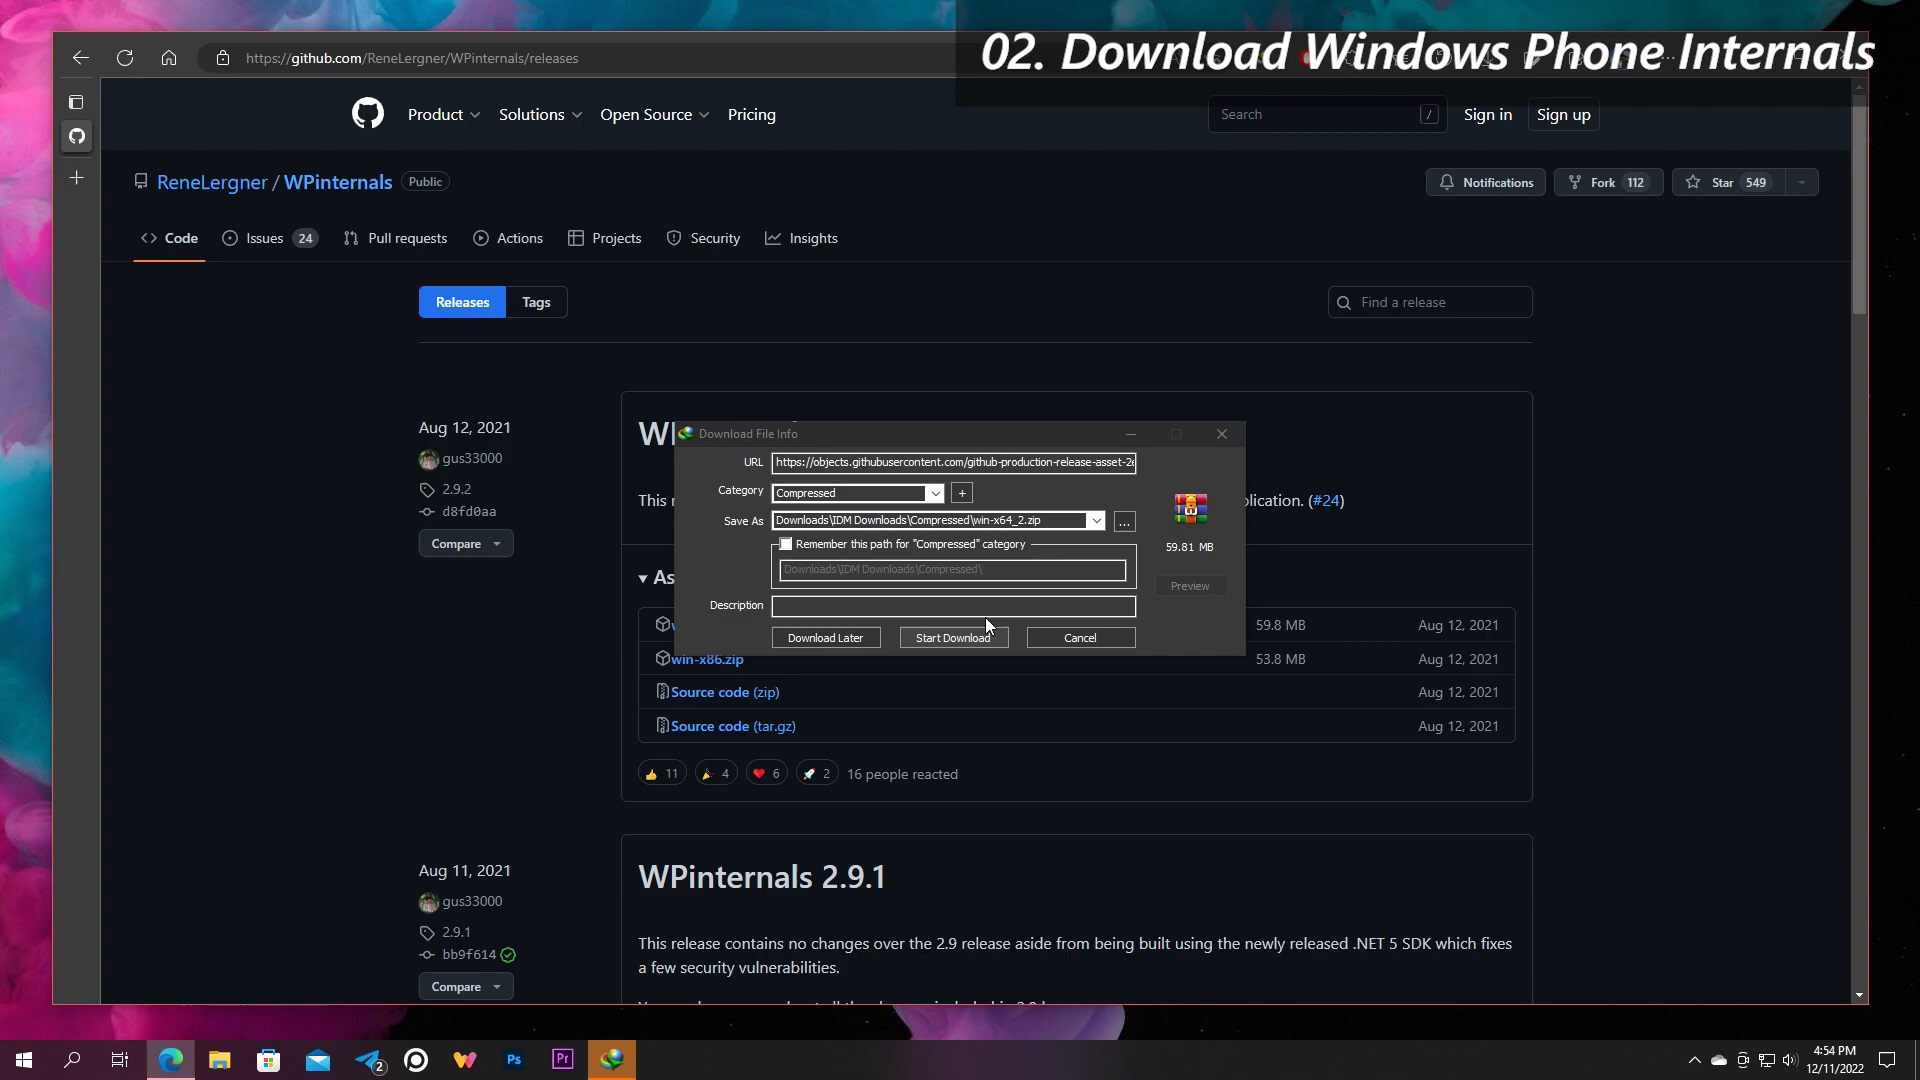 02. Download Windows Phone Internals
https://github.com/ReneLergner/WPinternals/releases
Product
Solutions
Open Source
Pricing
Search
/
Sign in
Sign up
ReneLergner / WPinternals
Public
Notifications
Fork 112
Star 549
Code
Issues 24
Pull requests
Actions
Projects
Security
Insights
Releases
Tags
Find a release
Aug 12, 2021
gus33000
2.9.2
d8fd0aa
Compare
This
plication. (#24)
Download File Info
URL
https://objects.githubusercontent.com/github-production-release-asset-2
Category
Compressed
+
Save As
Downloads\IDM Downloads\Compressed\win-x64_2.zip
...
Remember this path for "Compressed" category
Downloads\IDM Downloads\Compressed\
Description
59.81 MB
Preview
Download Later
Start Download
Cancel
59.8 MB
Aug 12, 2021
win-x86.zip
53.8 MB
Aug 12, 2021
Source code (zip)
Aug 12, 2021
Source code (tar.gz)
Aug 12, 2021
11
4
6
2
16 people reacted
Aug 11, 2021
gus33000
2.9.1
bb9f614
Compare
WPinternals 2.9.1
This release contains no changes over the 2.9 release aside from being built using the newly released .NET 5 SDK which fixes
a few security vulnerabilities.
2
Ps
Pr
4:54 PM
12/11/2022